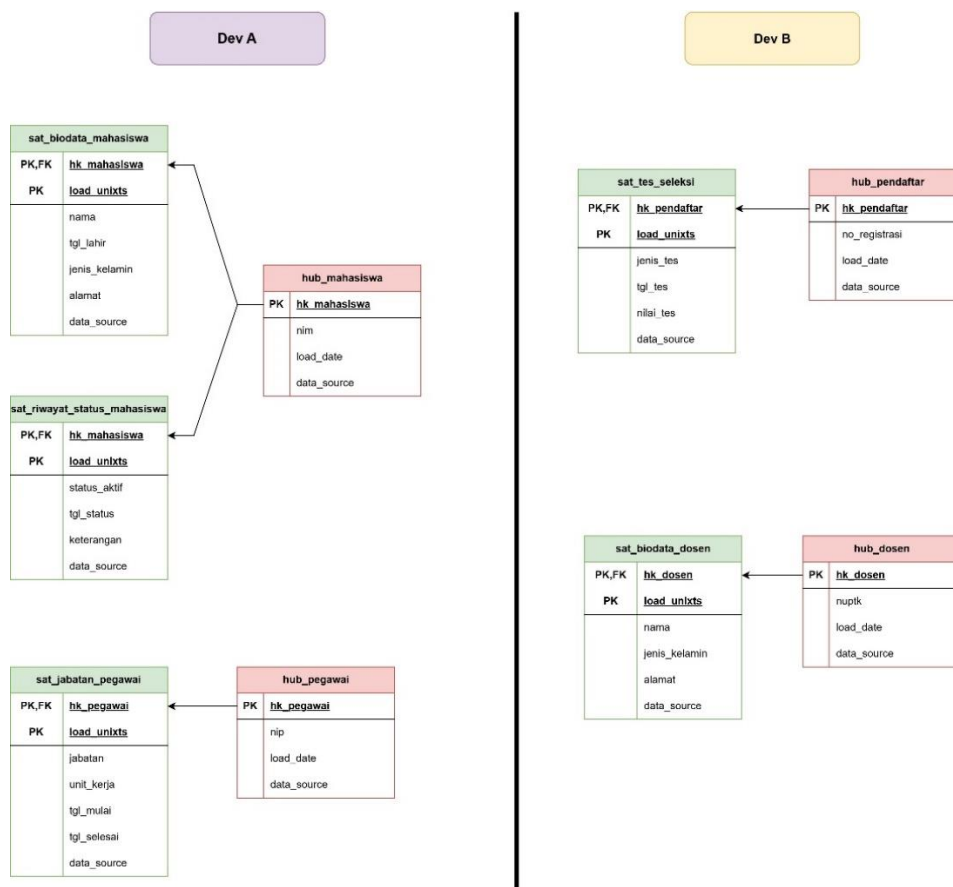 Dev A
sat_biodata_mahasiswa
PK,FK hk_mahasiswa
PK load_unixts
nama
tgl_lahir
jenis_kelamin
alamat
data_source
hub_mahasiswa
PK hk_mahasiswa
nim
load_date
data_source
sat_riwayat_status_mahasiswa
PK,FK hk_mahasiswa
PK load_unixts
status_aktif
tgl_status
keterangan
data_source
sat_jabatan_pegawai
PK,FK hk_pegawai
PK load_unixts
jabatan
unit_kerja
tgl_mulai
tgl_selesai
data_source
hub_pegawai
PK hk_pegawai
nip
load_date
data_source
Dev B
sat_tes_seleksi
PK,FK hk_pendaftar
PK load_unixts
jenis_tes
tgl_tes
nilai_tes
data_source
hub_pendaftar
PK hk_pendaftar
no_registrasi
load_date
data_source
sat_biodata_dosen
PK,FK hk_dosen
PK load_unixts
nama
jenis_kelamin
alamat
data_source
hub_dosen
PK hk_dosen
nuptk
load_date
data_source